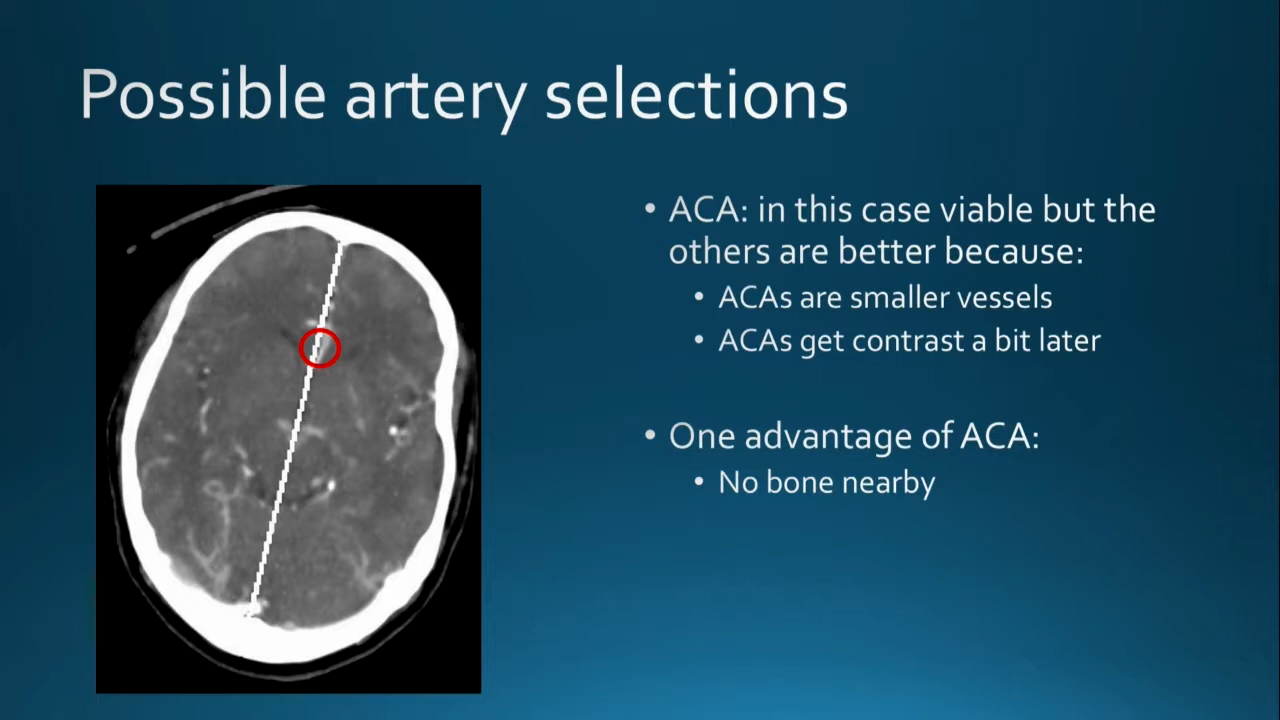 Possible artery selections
• ACA: in this case viable but the
others are better because:
• ACAs are smaller vessels
• ACAs get contrast a bit later
• One advantage of ACA:
• No bone nearby